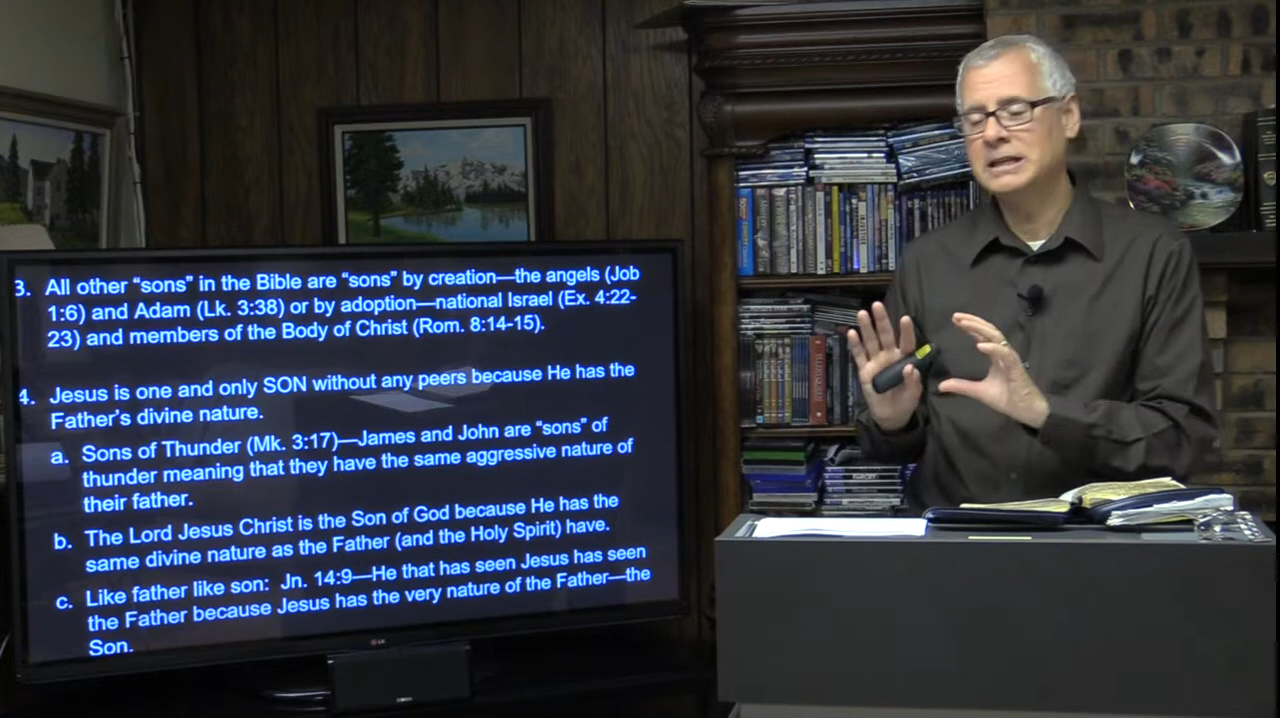 3. All other “sons” in the Bible are “sons” by creation—the angels (Job
1:6) and Adam (Lk. 3:38) or by adoption—national Israel (Ex. 4:22-
23) and members of the Body of Christ (Rom. 8:14-15).
4. Jesus is one and only SON without any peers because He has the
Father’s divine nature.
a. Sons of Thunder (Mk. 3:17)—James and John are “sons” of
thunder meaning that they have the same aggressive nature of
their father.
b. The Lord Jesus Christ is the Son of God because He has the
same divine nature as the Father (and the Holy Spirit) have.
c. Like father like son: Jn. 14:9—He that has seen Jesus has seen
the Father because Jesus has the very nature of the Father—the
Son.
LG